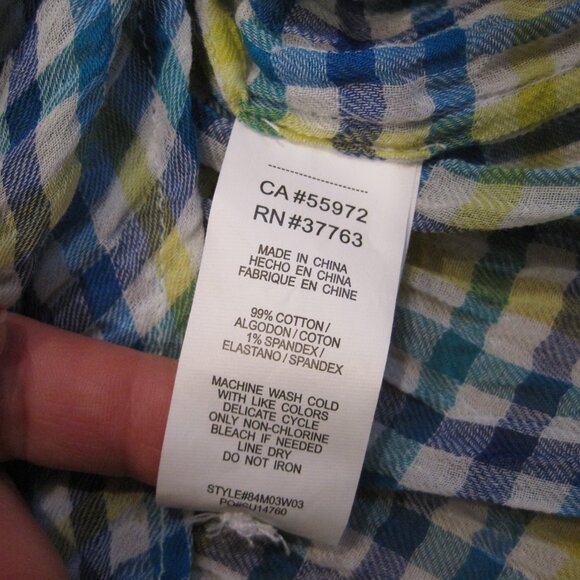 CA #55972
RN #37763
MADE IN CHINA
HECHO EN CHINA
FABRIQUE EN CHINE
99% COTTON /
ALGODON / COTON
1% SPANDEX /
ELASTANO / SPANDEX
MACHINE WASH COLD
WITH LIKE COLORS
DELICATE CYCLE
ONLY NON-CHLORINE
BLEACH IF NEEDED
LINE DRY
DO NOT IRON
STYLE#84M03W03
PO#SU14760